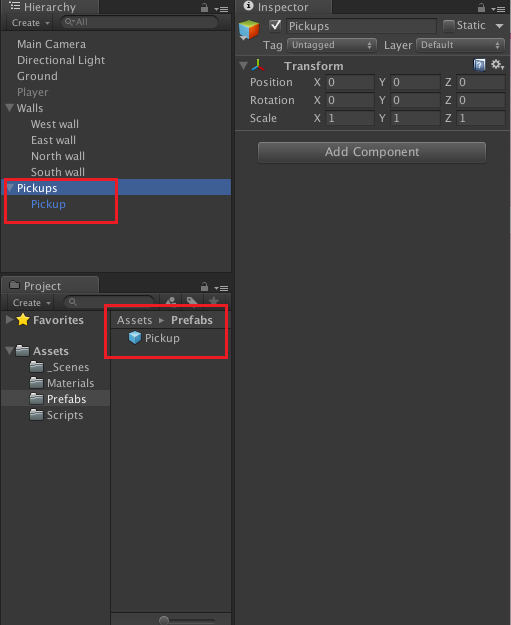 Hierarchy
Create
All
Main Camera
Directional Light
Ground
Player
Walls
West wall
East wall
North wall
South wall
Pickups
Pickup
Project
Create
Favorites
Assets
_Scenes
Materials
Prefabs
Scripts
Assets ▸ Prefabs
Pickup
Inspector
Pickups Static
Tag Untagged Layer Default
Transform
Position X 0 Y 0 Z 0
Rotation X 0 Y 0 Z 0
Scale X 1 Y 1 Z 1
Add Component